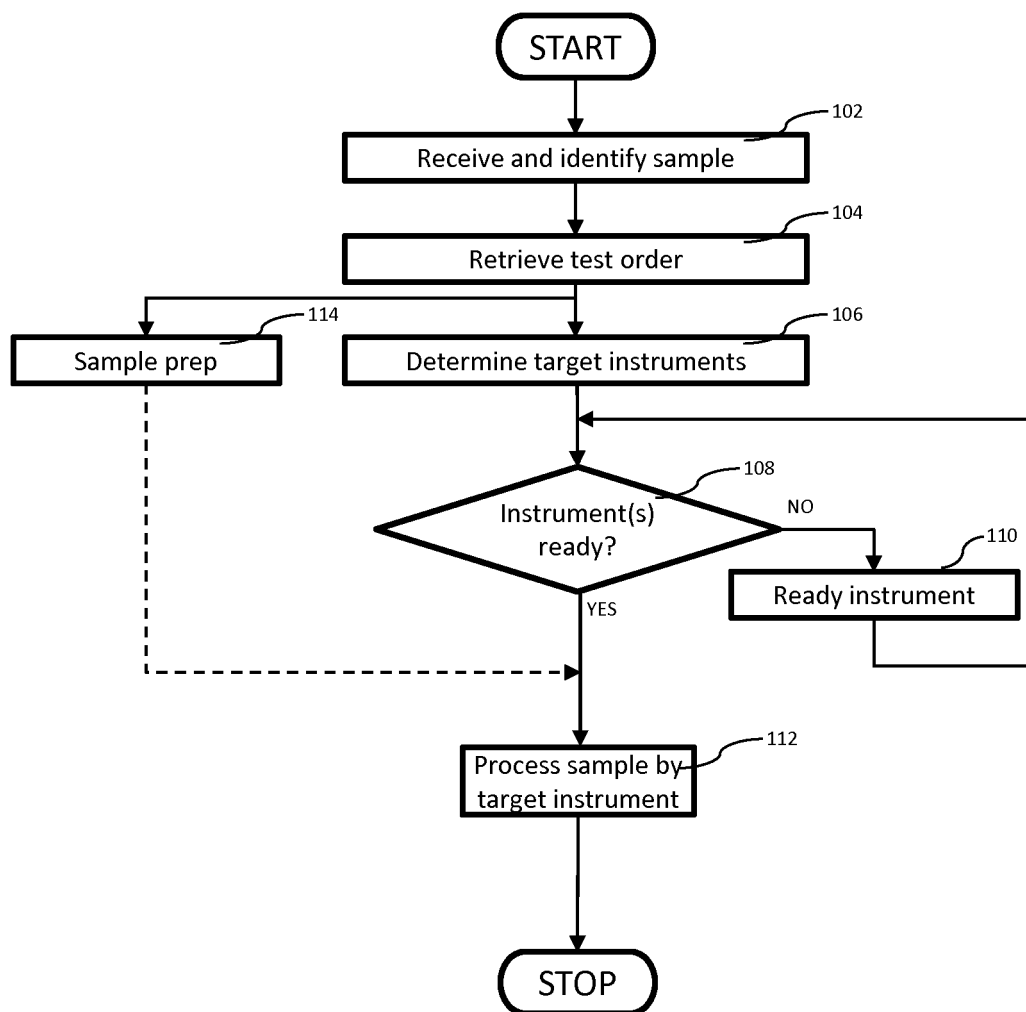 START
102
Receive and identify sample
104
Retrieve test order
114
106
Sample prep
Determine target instruments
108
Instrument(s)
ready?
NO
110
Ready instrument
YES
112
Process sample by
target instrument
STOP